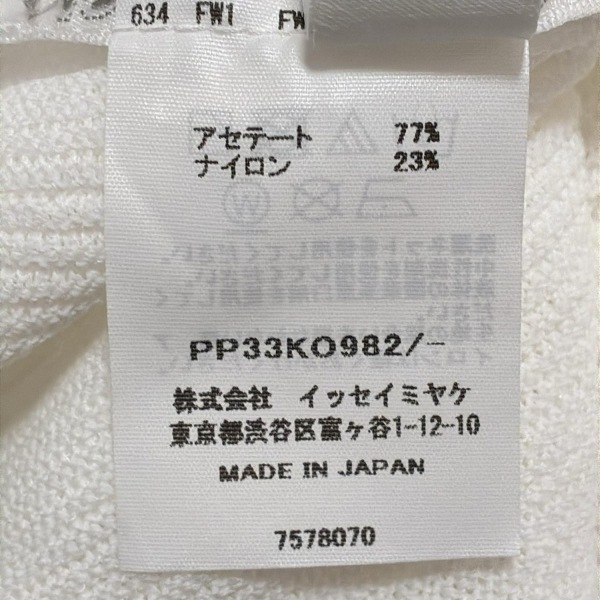 634 FW1 FW
アセテート 77%
ナイロン 23%
PP33KO982/-
株式会社 イッセイミヤケ
東京都渋谷区富ヶ谷1-12-10
MADE IN JAPAN
7578070